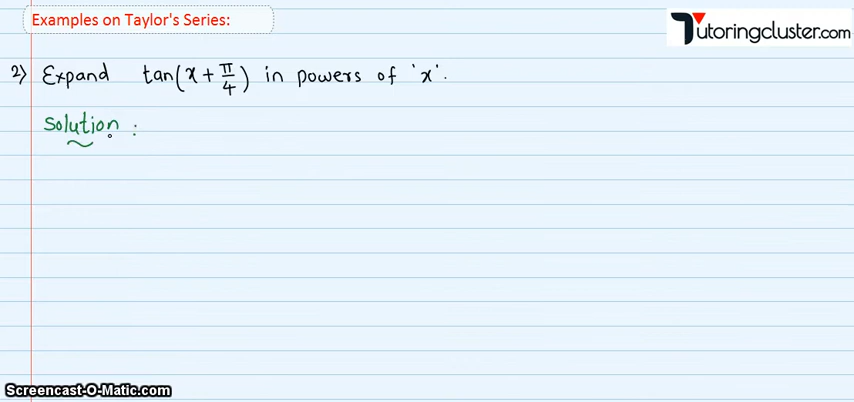 Examples on Taylor's Series:
Tutoringcluster.com
2) Expand tan(x + π/4) in powers of 'x'.
Solution :
Screencast-O-Matic.com